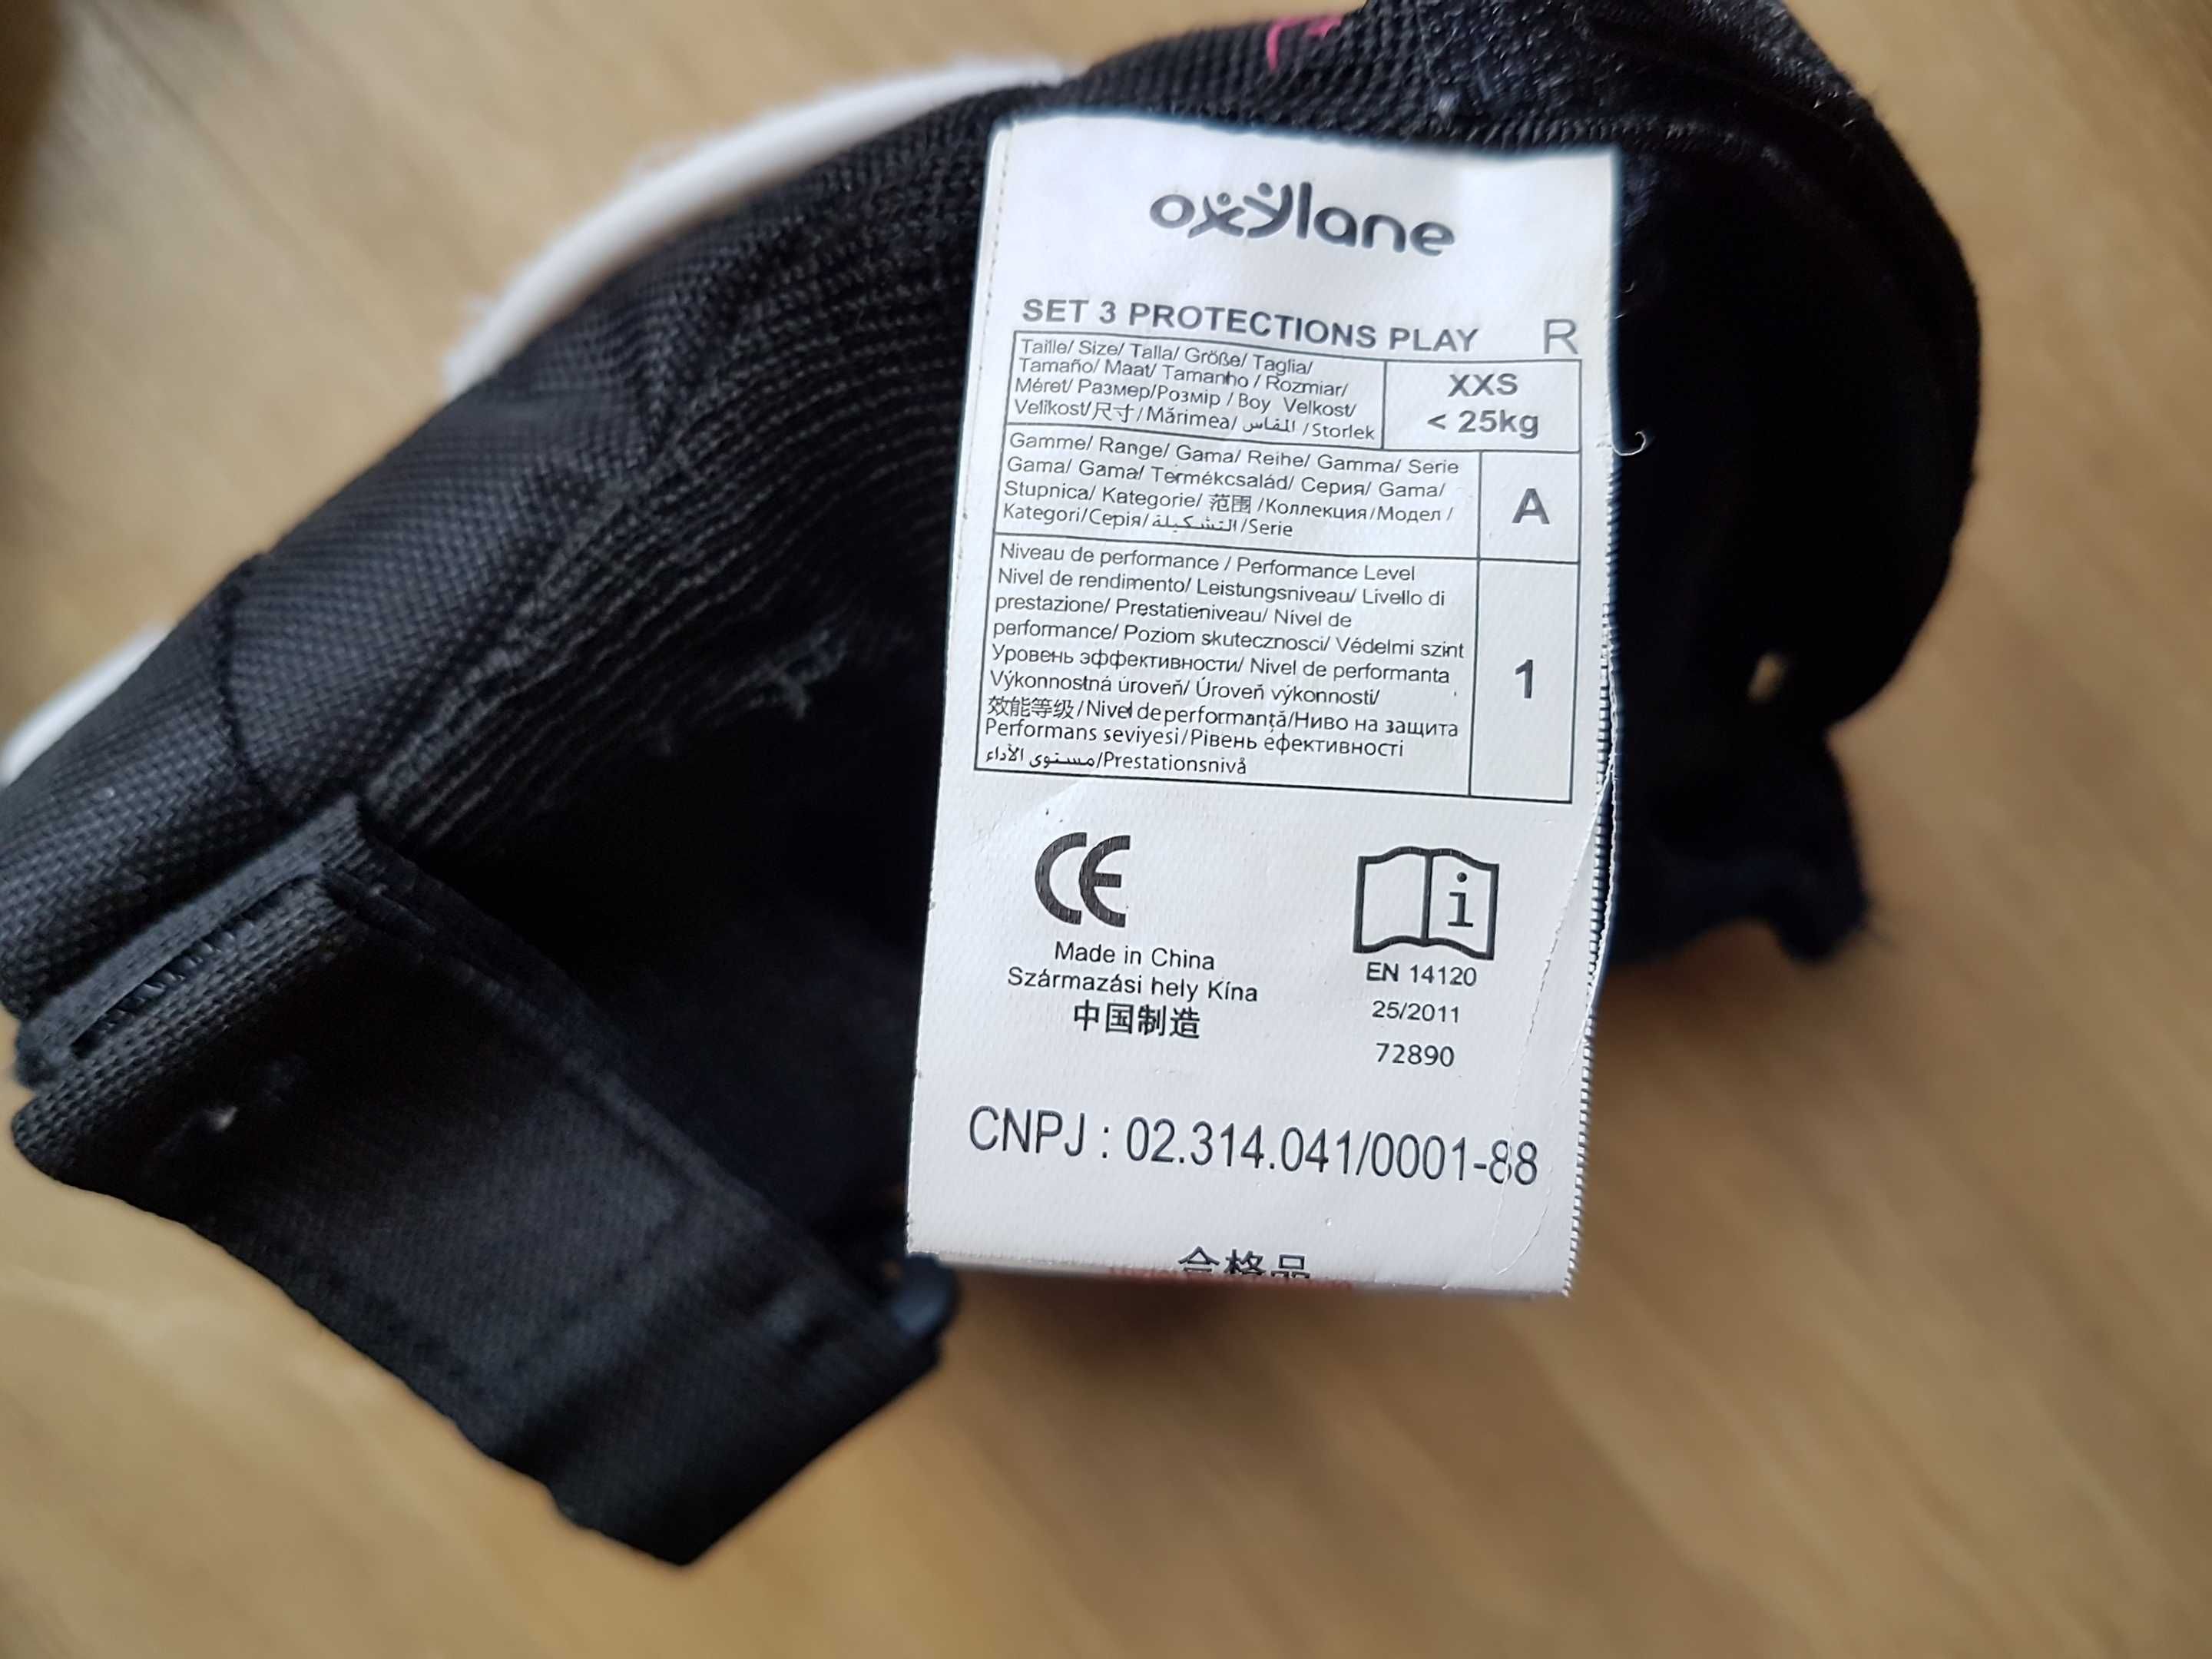 oxylane
SET 3 PROTECTIONS PLAY R
Taille/ Size/ Talla/ Größe/ Taglia/
Tamaño/ Maat/ Tamanho / Rozmiar/
Méret/ Размер/Розмір / Boy Velkost/
Velikost/尺寸/Mărimea/ المقاس /Storlek
XXS
< 25kg
Gamme/ Range/ Gama/ Reihe/ Gamma/ Serie
Gama/ Gama/ Termékcsalád/ Серия/ Gama/
Stupnica/ Kategorie/ 范围 /Коллекция/Модел /
Kategori/Серія/ التشكيلة /Serie
A
Niveau de performance / Performance Level
Nivel de rendimento/ Leistungsniveau/ Livello di
prestazione/ Prestatieniveau/ Nivel de
performance/ Poziom skutecznosci/ Védelmi szint
Уровень эффективности/ Nivel de performanta
Výkonnostná úroveň/ Úroveň výkonnosti/
效能等级/Nivel de performanță/Ниво на защита
Performans seviyesi/Рівень ефективності
مستوى الأداء/Prestationsnivå
1
CE
Made in China
Származási hely Kína
中国制造
i
EN 14120
25/2011
72890
CNPJ : 02.314.041/0001-88
合格品